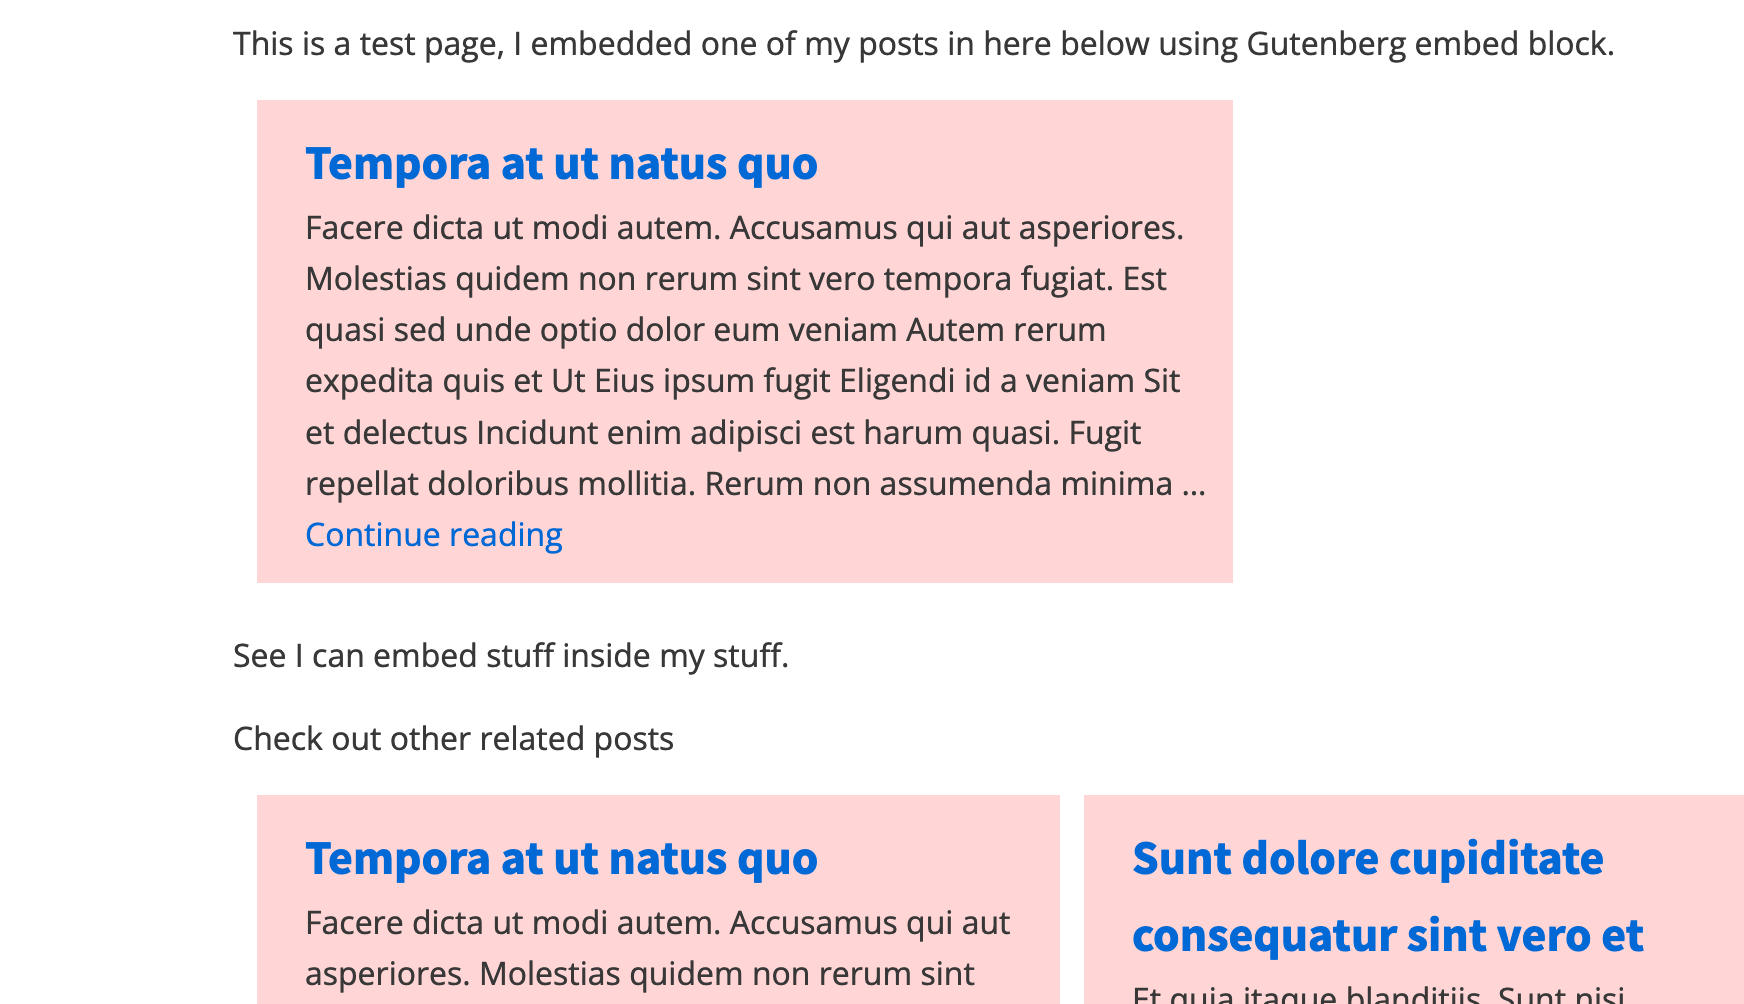 This is a test page, I embedded one of my posts in here below using Gutenberg embed block.
Tempora at ut natus quo
Facere dicta ut modi autem. Accusamus qui aut asperiores.
Molestias quidem non rerum sint vero tempora fugiat. Est
quasi sed unde optio dolor eum veniam Autem rerum
expedita quis et Ut Eius ipsum fugit Eligendi id a veniam Sit
et delectus Incidunt enim adipisci est harum quasi. Fugit
repellat doloribus mollitia. Rerum non assumenda minima ...
Continue reading
See I can embed stuff inside my stuff.
Check out other related posts
Tempora at ut natus quo
Facere dicta ut modi autem. Accusamus qui aut
asperiores. Molestias quidem non rerum sint
Sunt dolore cupiditate
consequatur sint vero et
Et quia itaque blanditiis. Sunt nisi